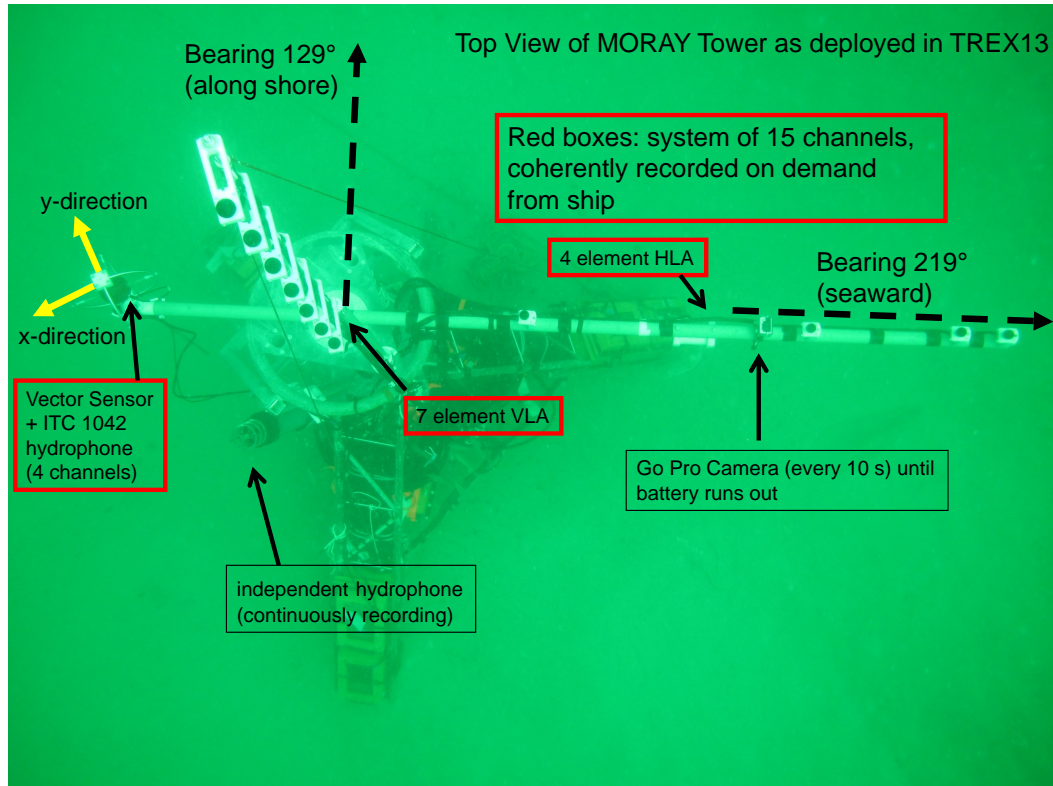 Top View of MORAY Tower as deployed in TREX13
Bearing 129°
(along shore)
Red boxes: system of 15 channels,
coherently recorded on demand
from ship
y-direction
x-direction
4 element HLA
Bearing 219°
(seaward)
Vector Sensor
+ ITC 1042
hydrophone
(4 channels)
7 element VLA
Go Pro Camera (every 10 s) until
battery runs out
independent hydrophone
(continuously recording)